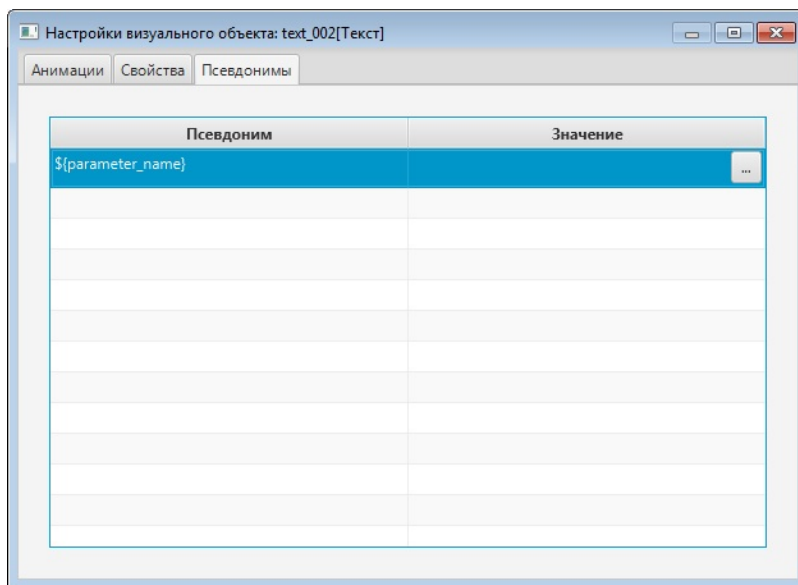 Настройки визуального объекта: text_002[Текст]
Анимации Свойства Псевдонимы
Псевдоним Значение
${parameter_name} ...